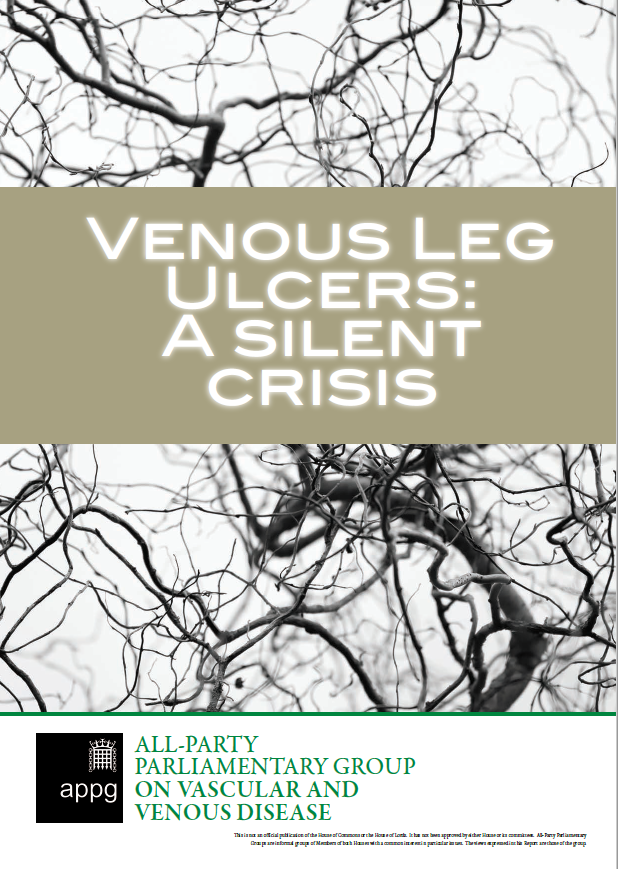 VENOUS LEG
ULCERS:
A SILENT
CRISIS
appg
ALL-PARTY
PARLIAMENTARY GROUP
ON VASCULAR AND
VENOUS DISEASE
This is not an official publication of the House of Commons or the House of Lords. It has not been approved by either House or its committees. All-Party Parliamentary
Groups are informal groups of Members of both Houses with a common interest in particular issues. The views expressed in this Report are those of the group.